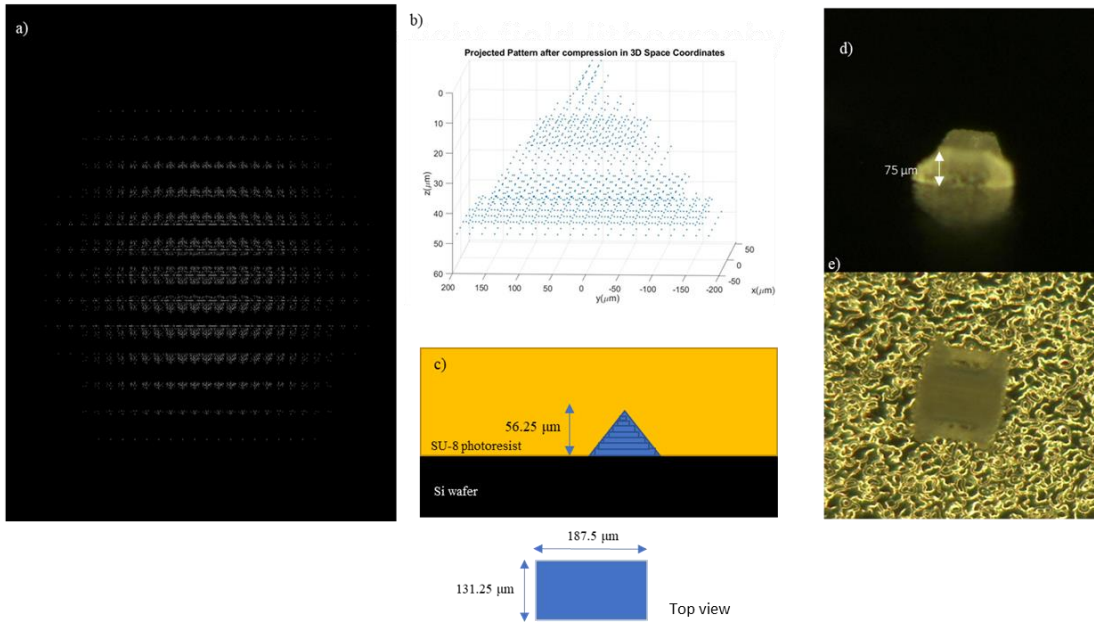 a)
b)
Projected Pattern after compression in 3D Space Coordinates
0
10
20
30
40
50
60
z(μm)
200 150 100 50 0 -50 -100 -150 -200
y(μm)
50
0
-50
x(μm)
c)
56.25 μm
SU-8 photoresist
Si wafer
187.5 μm
131.25 μm
Top view
d)
75 μm
e)